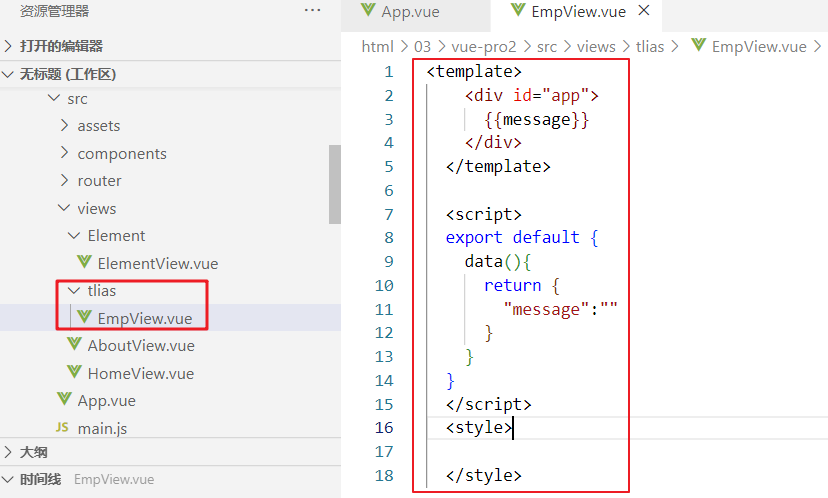 资源管理器
···
打开的编辑器
无标题 (工作区)
src
assets
components
router
views
Element
ElementView.vue
tlias
EmpView.vue
AboutView.vue
HomeView.vue
App.vue
JS main.js
大纲
时间线 EmpView.vue
App.vue
EmpView.vue ×
html > 03 > vue-pro2 > src > views > tlias > EmpView.vue >
1 <template>
2 <div id="app">
3 {{message}}
4 </div>
5 </template>
6
7 <script>
8 export default {
9 data(){
10 return {
11 "message":""
12 }
13 }
14 }
15 </script>
16 <style>
17
18 </style>